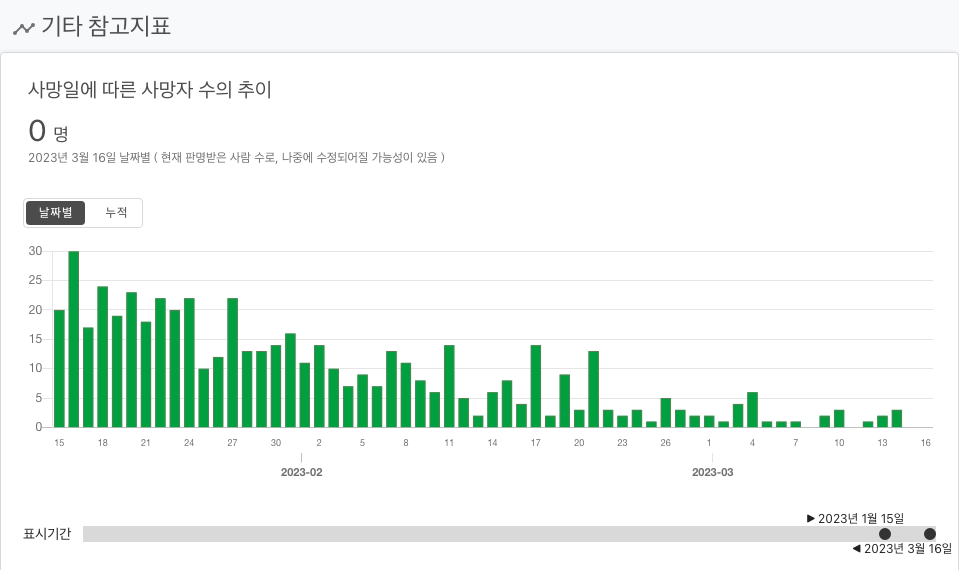 기타 참고지표
사망일에 따른 사망자 수의 추이
0 명
2023년 3월 16일 날짜별 ( 현재 판명받은 사람 수로, 나중에 수정되어질 가능성이 있음 )
날짜별 누적
30
25
20
15
10
5
0
15 18 21 24 27 30 2 5 8 11 14 17 20 23 26 1 4 7 10 13 16
2023-02 2023-03
▶ 2023년 1월 15일
표시기간
◀ 2023년 3월 16일